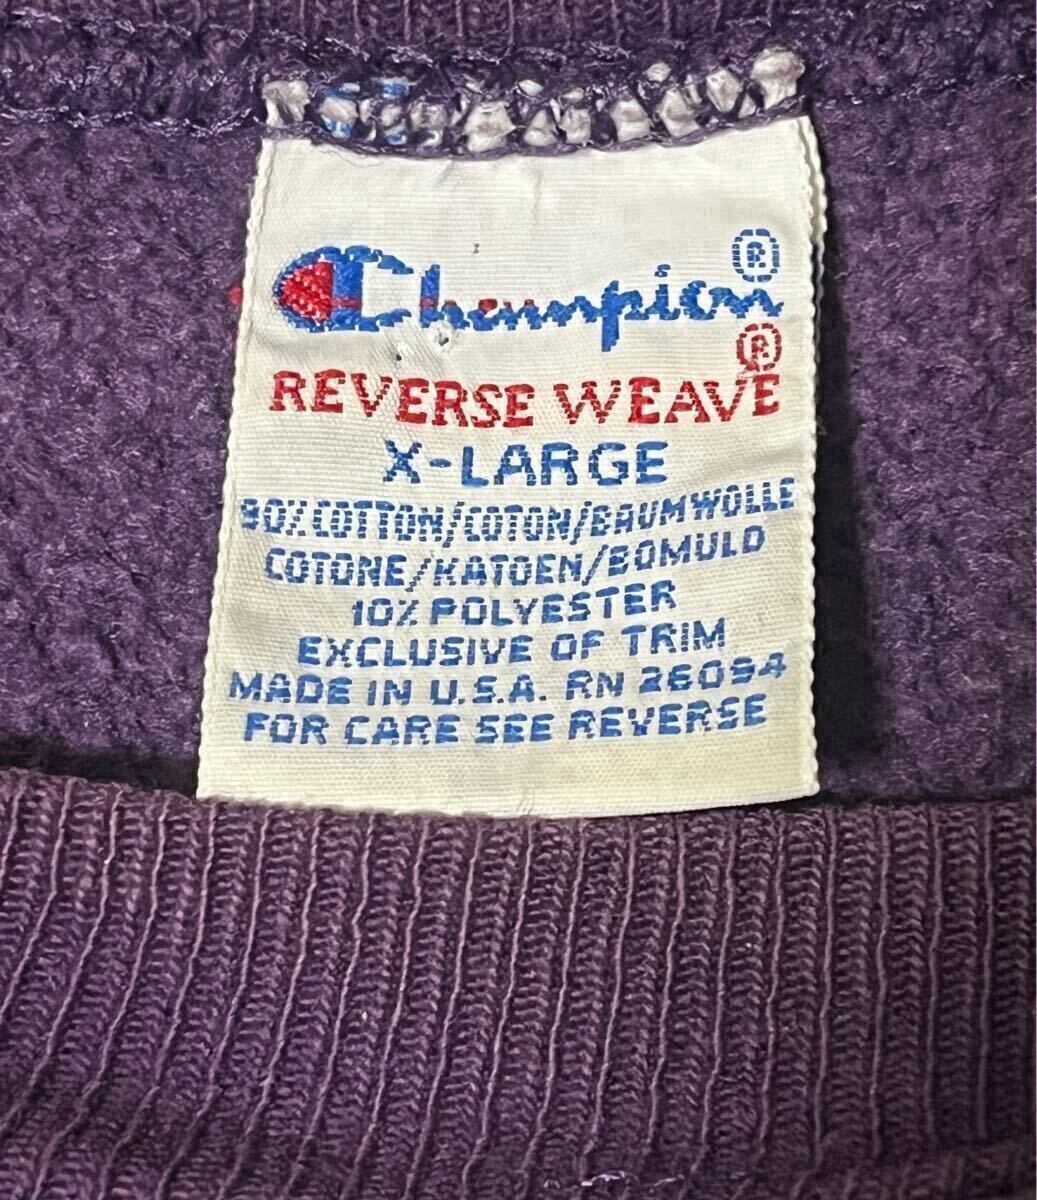 Champion®
®
REVERSE WEAVE
X-LARGE
90% COTTON/COTON/BAUMWOLLE
COTONE/KATOEN/BOMULD
10% POLYESTER
EXCLUSIVE OF TRIM
MADE IN U.S.A. RN 26094
FOR CARE SEE REVERSE